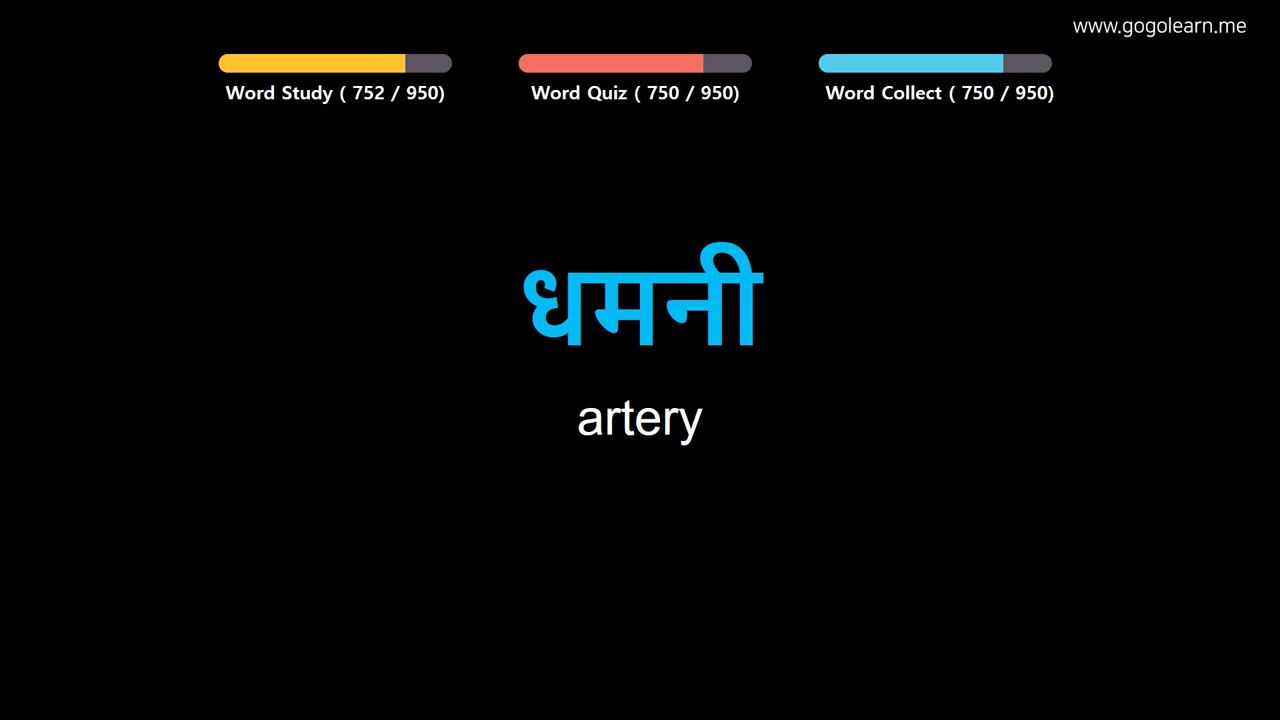 www.gogolearn.me
Word Study ( 752 / 950)
Word Quiz ( 750 / 950)
Word Collect ( 750 / 950)
धमनी
artery